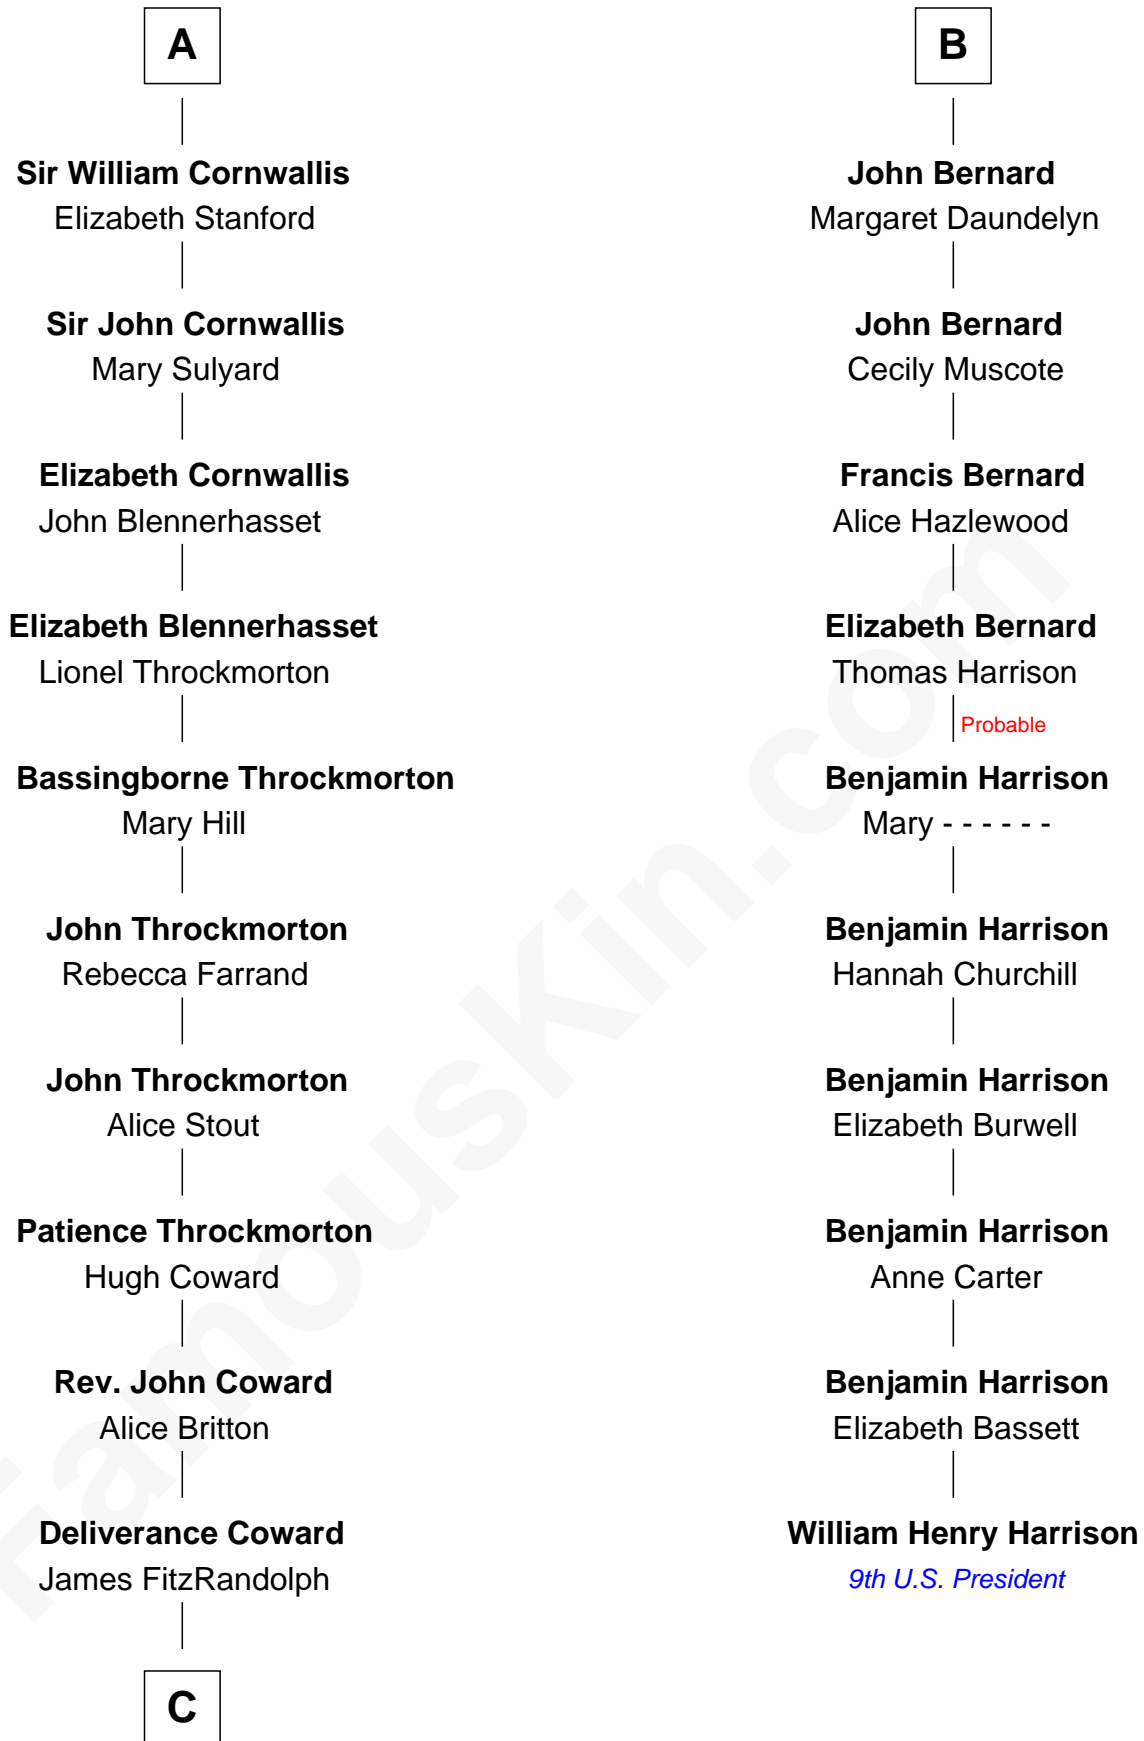 A
Sir William Cornwallis
Elizabeth Stanford
Sir John Cornwallis
Mary Sulyard
Elizabeth Cornwallis
John Blennerhasset
Elizabeth Blennerhasset
Lionel Throckmorton
Bassingborne Throckmorton
Mary Hill
John Throckmorton
Rebecca Farrand
John Throckmorton
Alice Stout
Patience Throckmorton
Hugh Coward
Rev. John Coward
Alice Britton
Deliverance Coward
James FitzRandolph
C
B
John Bernard
Margaret Daundelyn
John Bernard
Cecily Muscote
Francis Bernard
Alice Hazlewood
Elizabeth Bernard
Thomas Harrison
Probable
Benjamin Harrison
Mary - - - - - -
Benjamin Harrison
Hannah Churchill
Benjamin Harrison
Elizabeth Burwell
Benjamin Harrison
Anne Carter
Benjamin Harrison
Elizabeth Bassett
William Henry Harrison
9th U.S. President
FamousKin.com